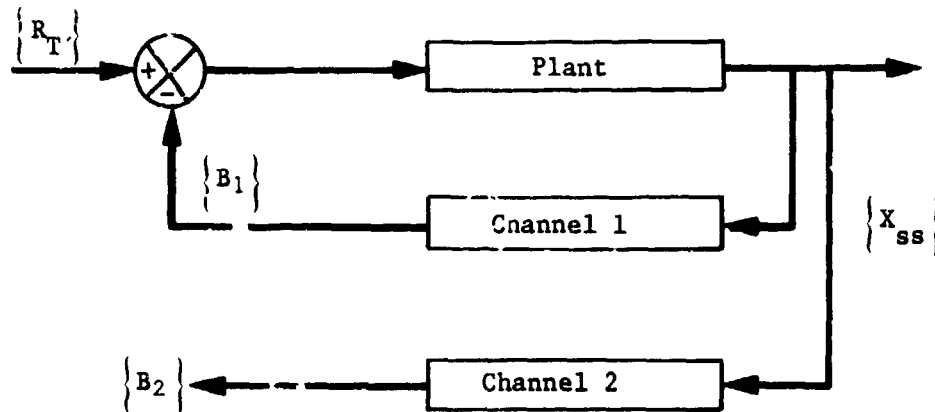 {R_T'}
+
-
Plant
{B_1}
Cnannel 1
{X_ss}
{B_2}
Channel 2